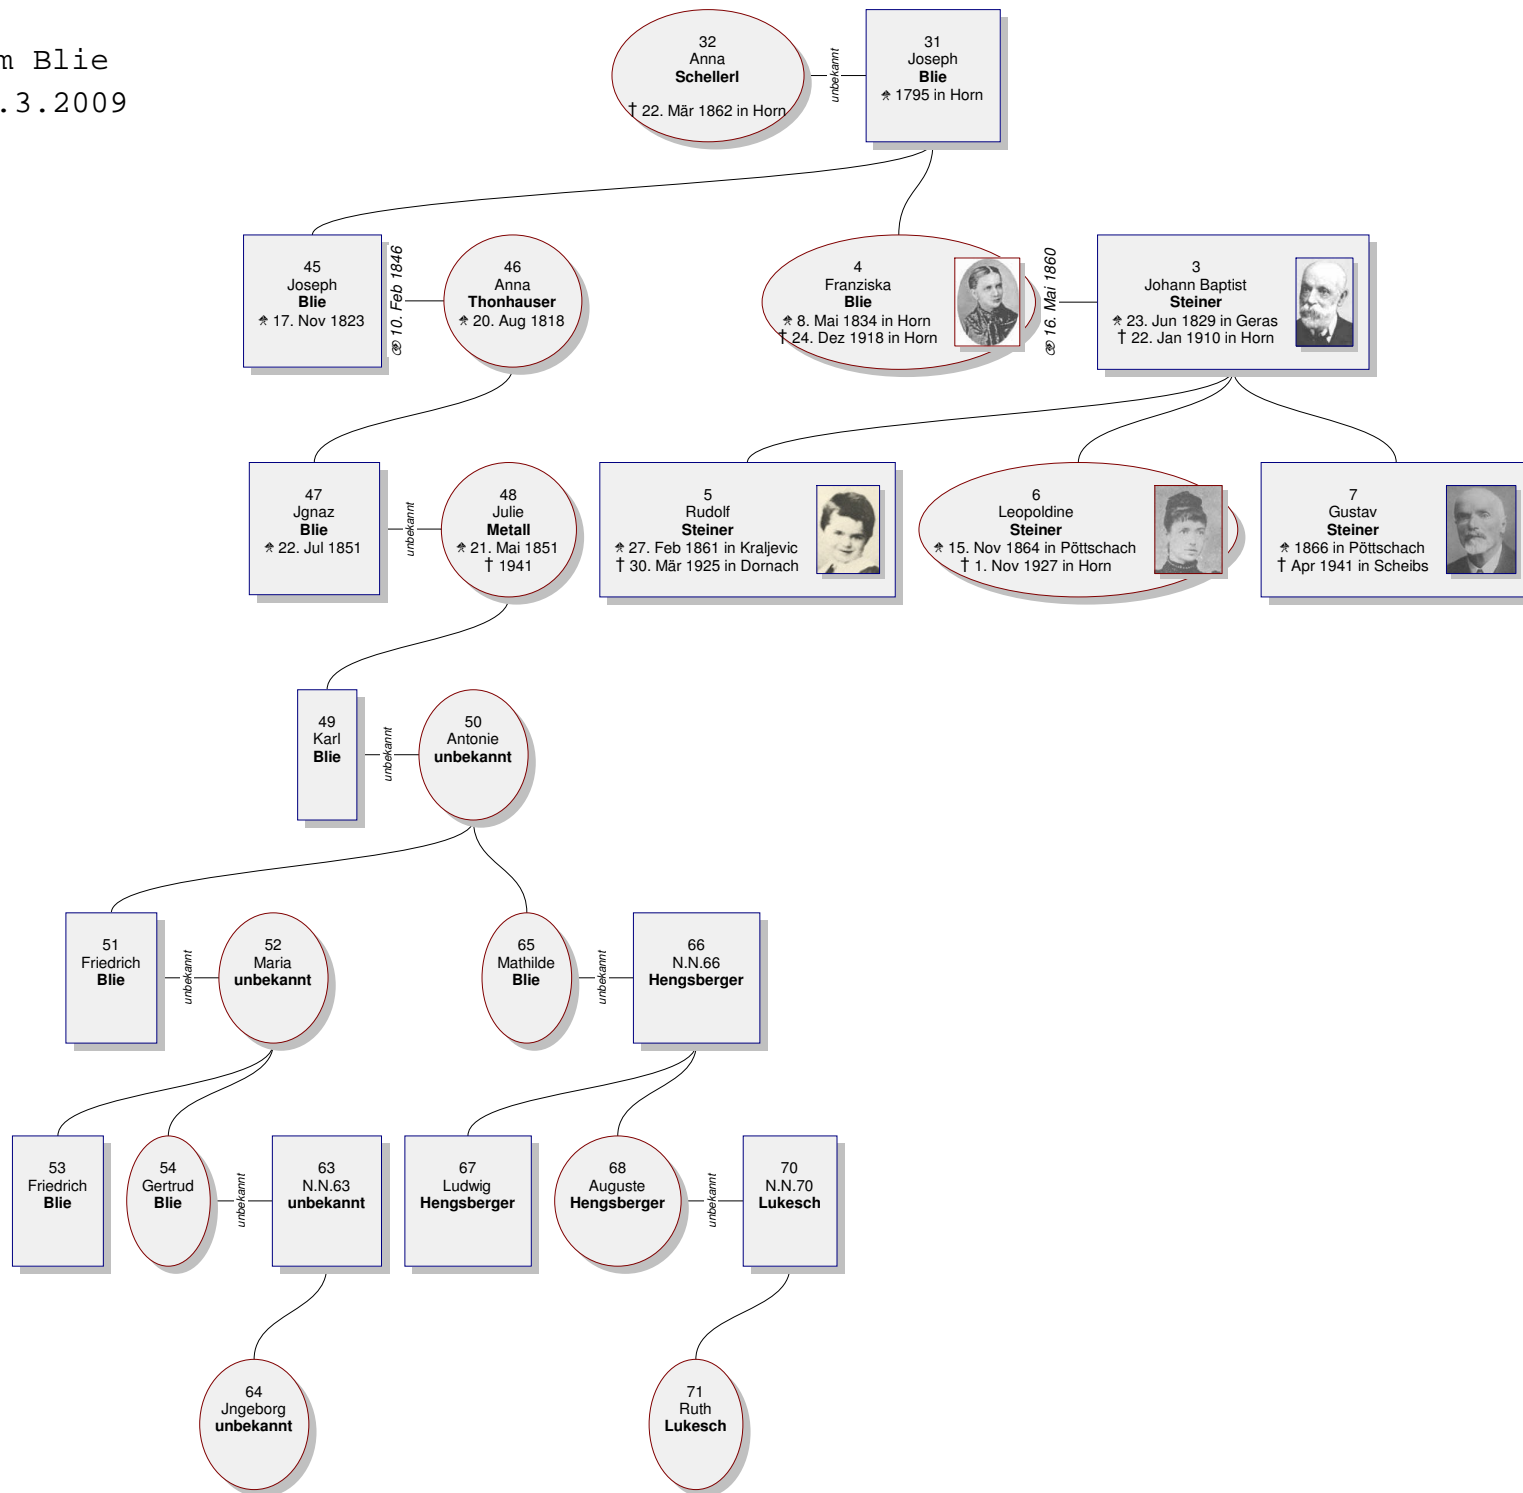 m Blie
.3.2009
32
Anna
Schellerl
† 22. Mär 1862 in Horn
unbekannt
31
Joseph
Blie
1795 in Horn
45
Joseph
Blie
17. Nov 1823
10. Feb 1846
46
Anna
Thonhauser
20. Aug 1818
4
Franziska
Blie
8. Mai 1834 in Horn
† 24. Dez 1918 in Horn
16. Mai 1860
3
Johann Baptist
Steiner
23. Jun 1829 in Geras
† 22. Jan 1910 in Horn
47
Jgnaz
Blie
22. Jul 1851
unbekannt
48
Julie
Metall
21. Mai 1851
† 1941
5
Rudolf
Steiner
27. Feb 1861 in Kraljevic
† 30. Mär 1925 in Dornach
6
Leopoldine
Steiner
15. Nov 1864 in Pöttschach
† 1. Nov 1927 in Horn
7
Gustav
Steiner
1866 in Pöttschach
† Apr 1941 in Scheibs
49
Karl
Blie
unbekannt
50
Antonie
unbekannt
51
Friedrich
Blie
unbekannt
52
Maria
unbekannt
65
Mathilde
Blie
unbekannt
66
N.N.66
Hengsberger
53
Friedrich
Blie
54
Gertrud
Blie
unbekannt
63
N.N.63
unbekannt
67
Ludwig
Hengsberger
68
Auguste
Hengsberger
unbekannt
70
N.N.70
Lukesch
64
Jngeborg
unbekannt
71
Ruth
Lukesch